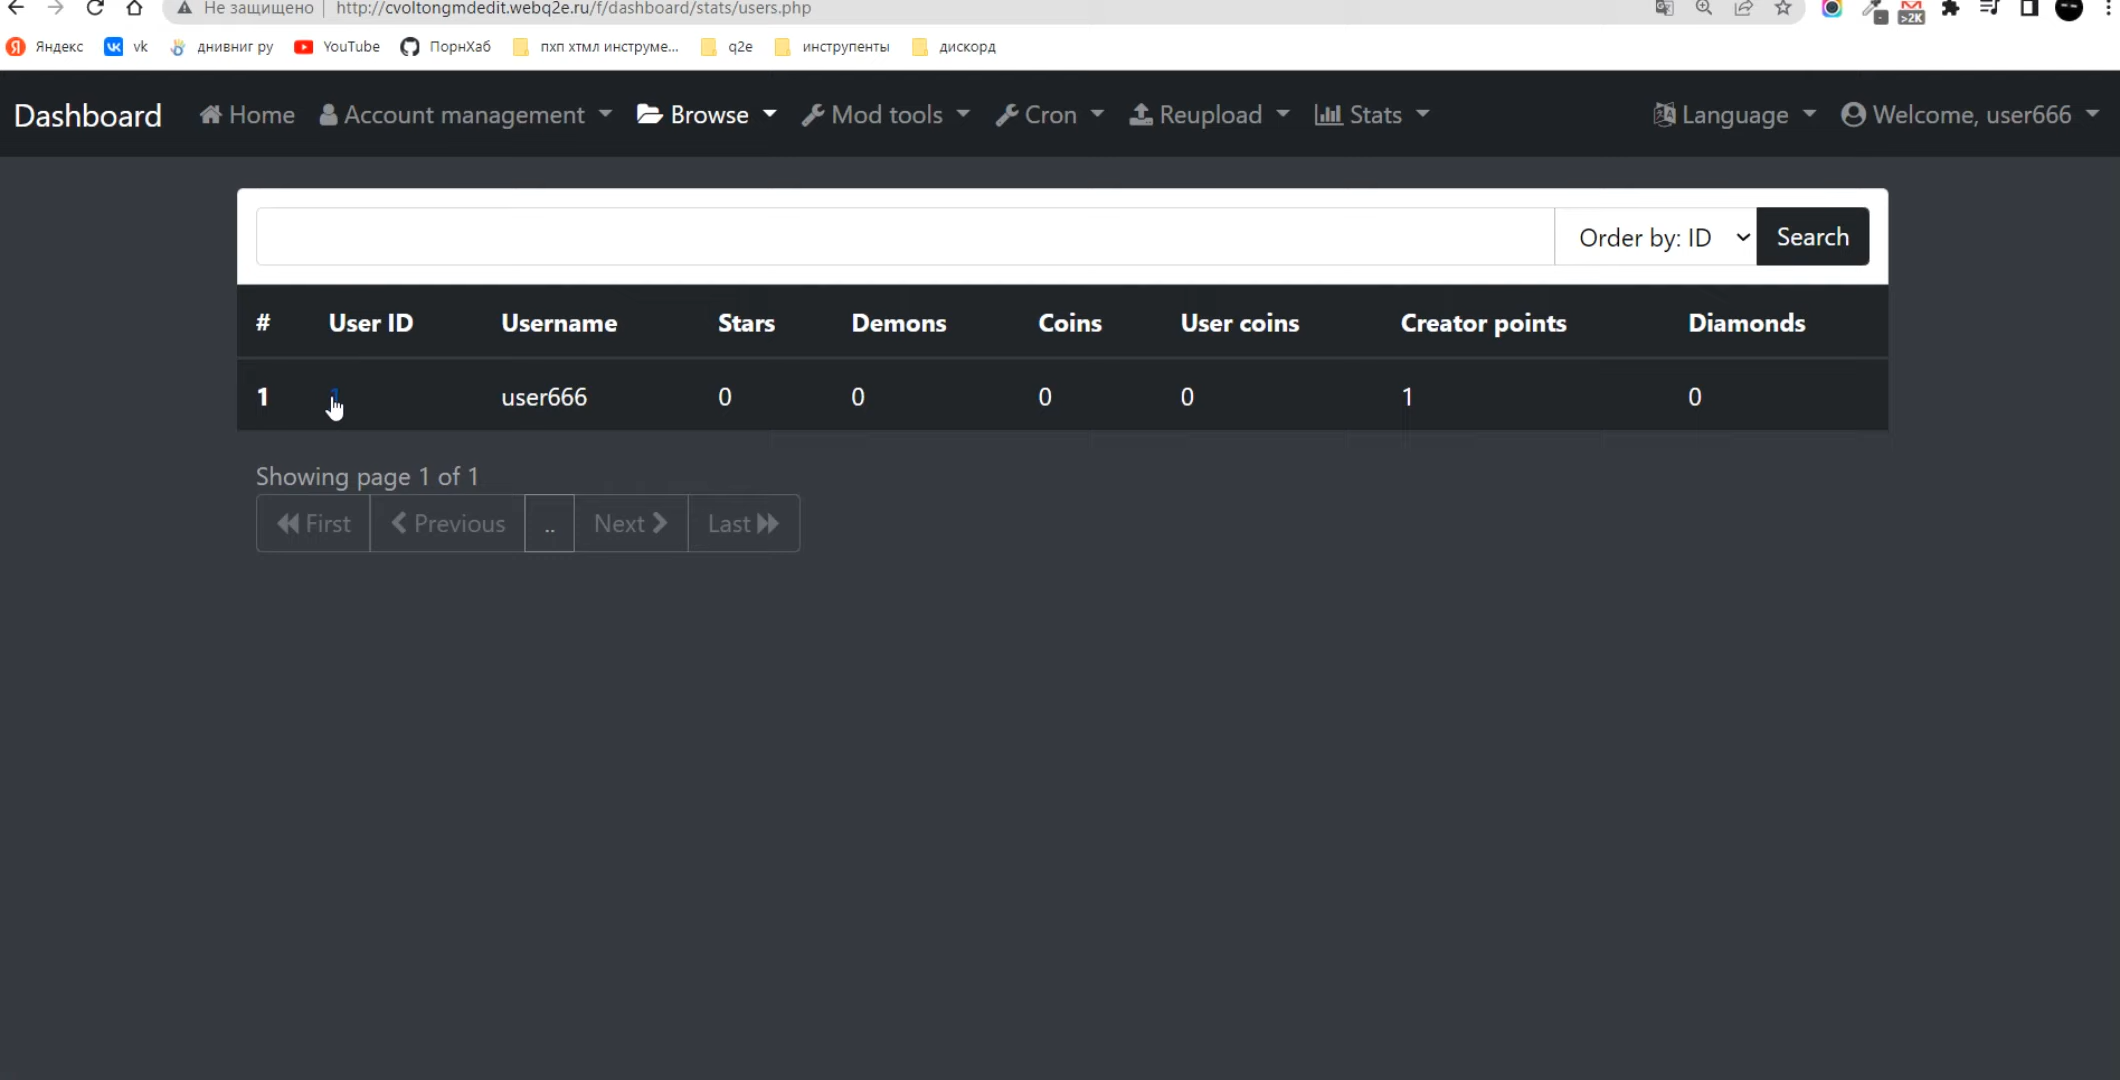 Не защищено | http://cvoltongmdedit.webq2e.ru/f/dashboard/stats/users.php
>2K
Яндекс vk днивниг ру YouTube ПорнХаб пхп хтмл инструме... q2e инструпенты дискорд
Dashboard Home Account management Browse Mod tools Cron Reupload Stats Language Welcome, user666
Order by: ID Search
# User ID Username Stars Demons Coins User coins Creator points Diamonds
1 1 user666 0 0 0 0 1 0
Showing page 1 of 1
First Previous .. Next Last